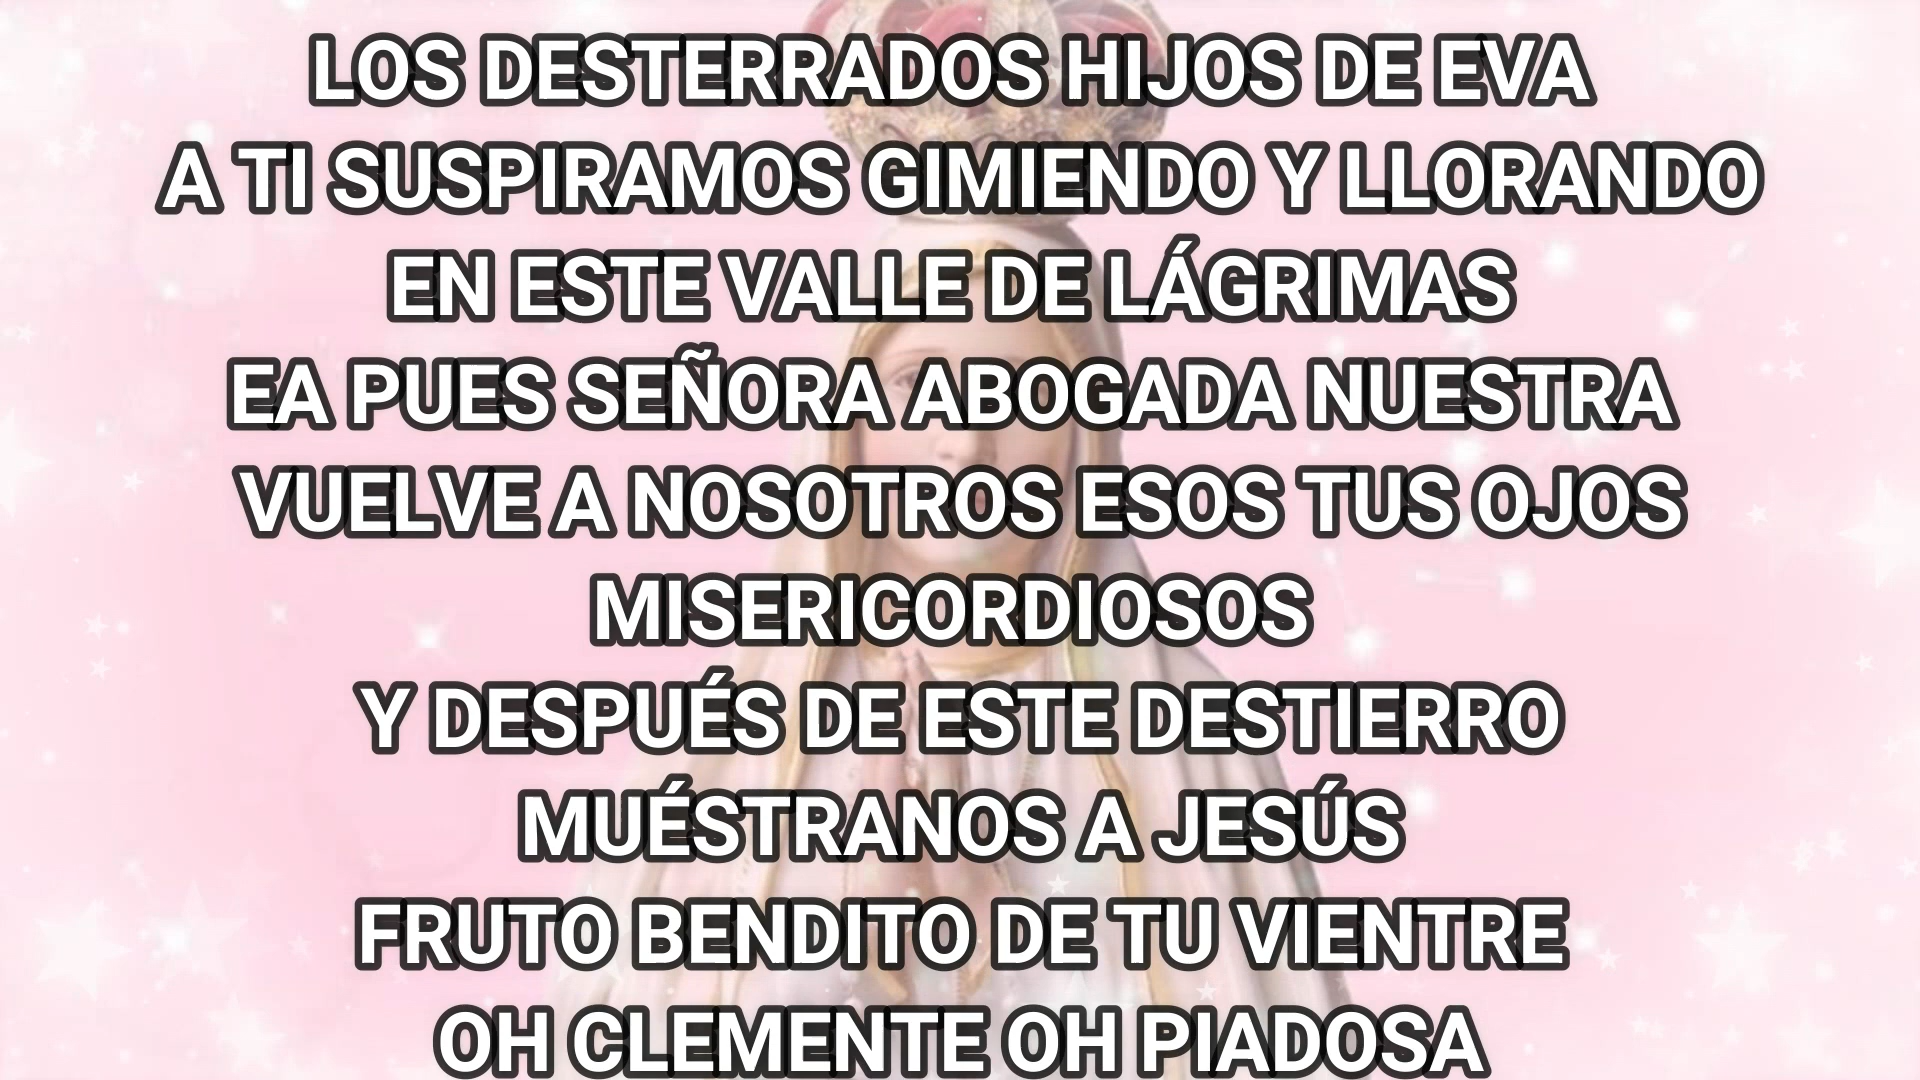 LOS DESTERRADOS HIJOS DE EVA
A TI SUSPIRAMOS GIMIENDO Y LLORANDO
EN ESTE VALLE DE LÁGRIMAS
EA PUES SEÑORA ABOGADA NUESTRA
VUELVE A NOSOTROS ESOS TUS OJOS
MISERICORDIOSOS
Y DESPUÉS DE ESTE DESTIERRO
MUÉSTRANOS A JESÚS
FRUTO BENDITO DE TU VIENTRE
OH CLEMENTE OH PIADOSA